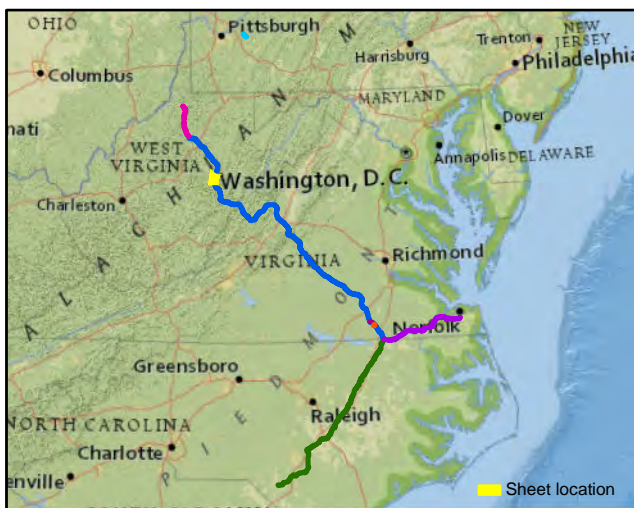 OHIO
Pittsburgh
NEW
JERSEY
Trenton
Harrisburg
Philadelphia
Columbus
MARYLAND
Dover
nati
WEST
VIRGINIA
Annapolis
DELAWARE
Washington, D.C.
Charleston
A L A C H I A N M
VIRGINIA
Richmond
Norfolk
Greensboro
P I E D M O N T
Raleigh
NORTH CAROLINA
Charlotte
enville
Sheet location